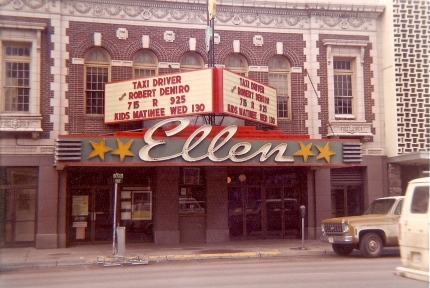 Ellen
TAXI DRIVER
ROBERT DENIRO
715 R 925
KIDS MATINEE WED 130
TAXI DRIVER
ROBERT DENIRO
715 R 925
KIDS MATINEE WED 130
Ellen